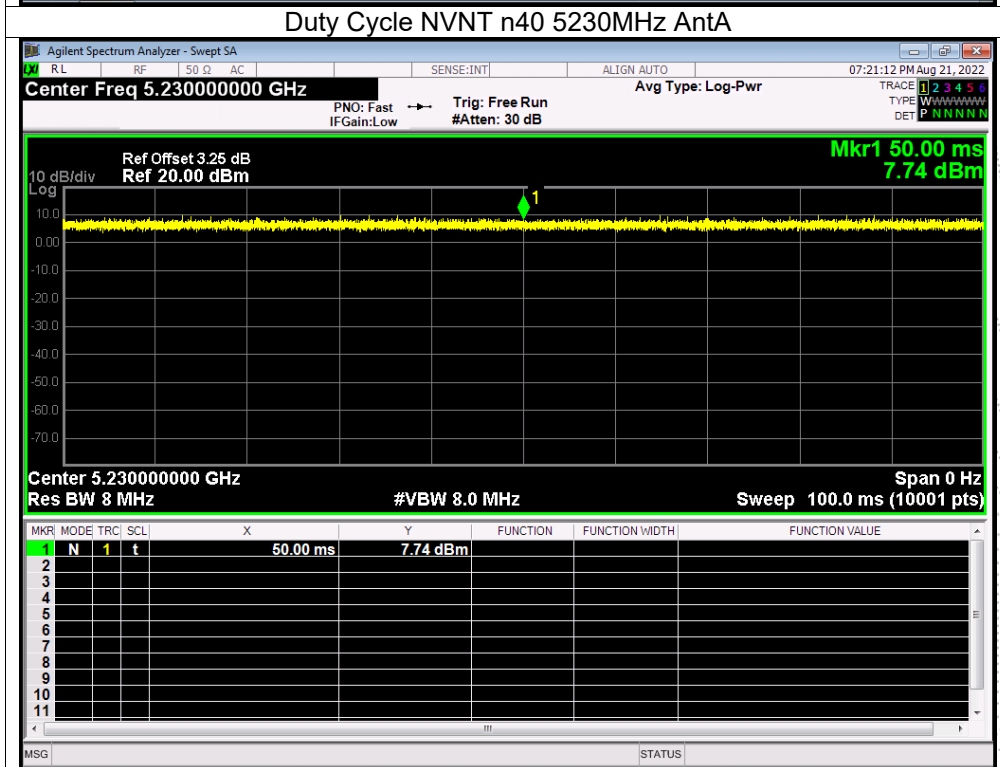 Duty Cycle NVNT n40 5230MHz AntA
Agilent Spectrum Analyzer - Swept SA
LXI RL RF 50 Ω AC SENSE:INT ALIGN AUTO 07:21:12 PM Aug 21, 2022
Center Freq 5.230000000 GHz Avg Type: Log-Pwr TRACE 1 2 3 4 5 6
PNO: Fast Trig: Free Run TYPE WWWWWW
IFGain:Low #Atten: 30 dB DET P N N N N N
Mkr1 50.00 ms
Ref Offset 3.25 dB
10 dB/div Ref 20.00 dBm 7.74 dBm
Log
1
10.0
0.00
-10.0
-20.0
-30.0
-40.0
-50.0
-60.0
-70.0
Center 5.230000000 GHz Span 0 Hz
Res BW 8 MHz #VBW 8.0 MHz Sweep 100.0 ms (10001 pts)
MKR MODE TRC SCL X Y FUNCTION FUNCTION WIDTH FUNCTION VALUE
1 N 1 t 50.00 ms 7.74 dBm
2
3
4
5
6
7
8
9
10
11
MSG STATUS